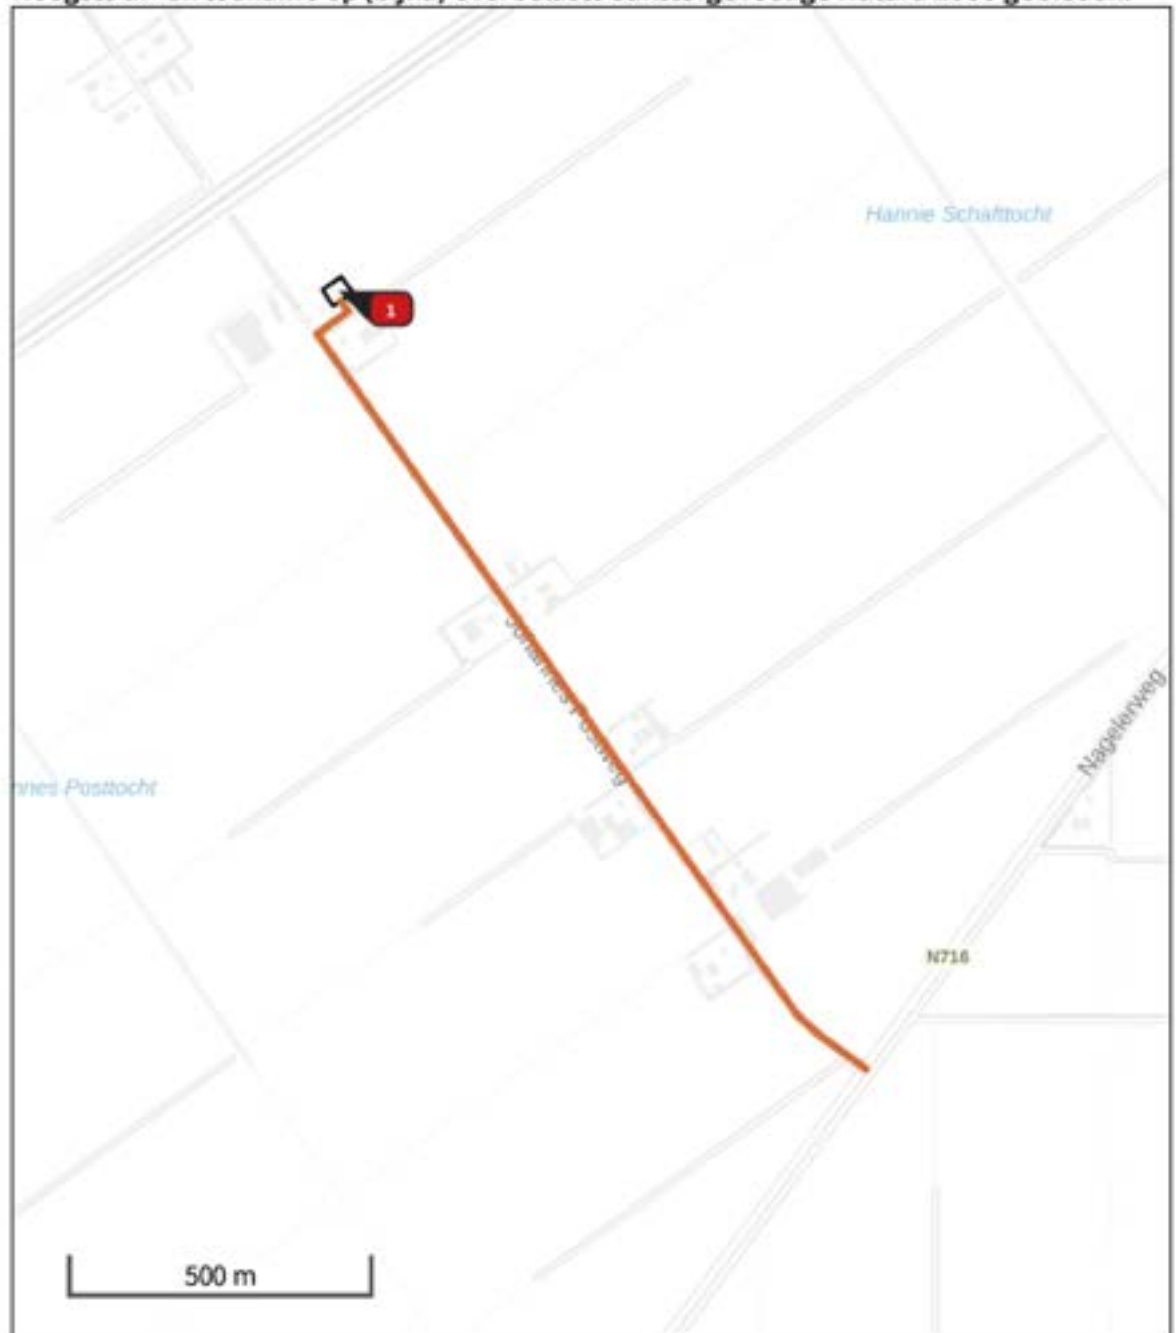 Hannie Schafttocht
1
Johannes Postweg
Nagelerweg
nnes Posttocht
N716
500 m